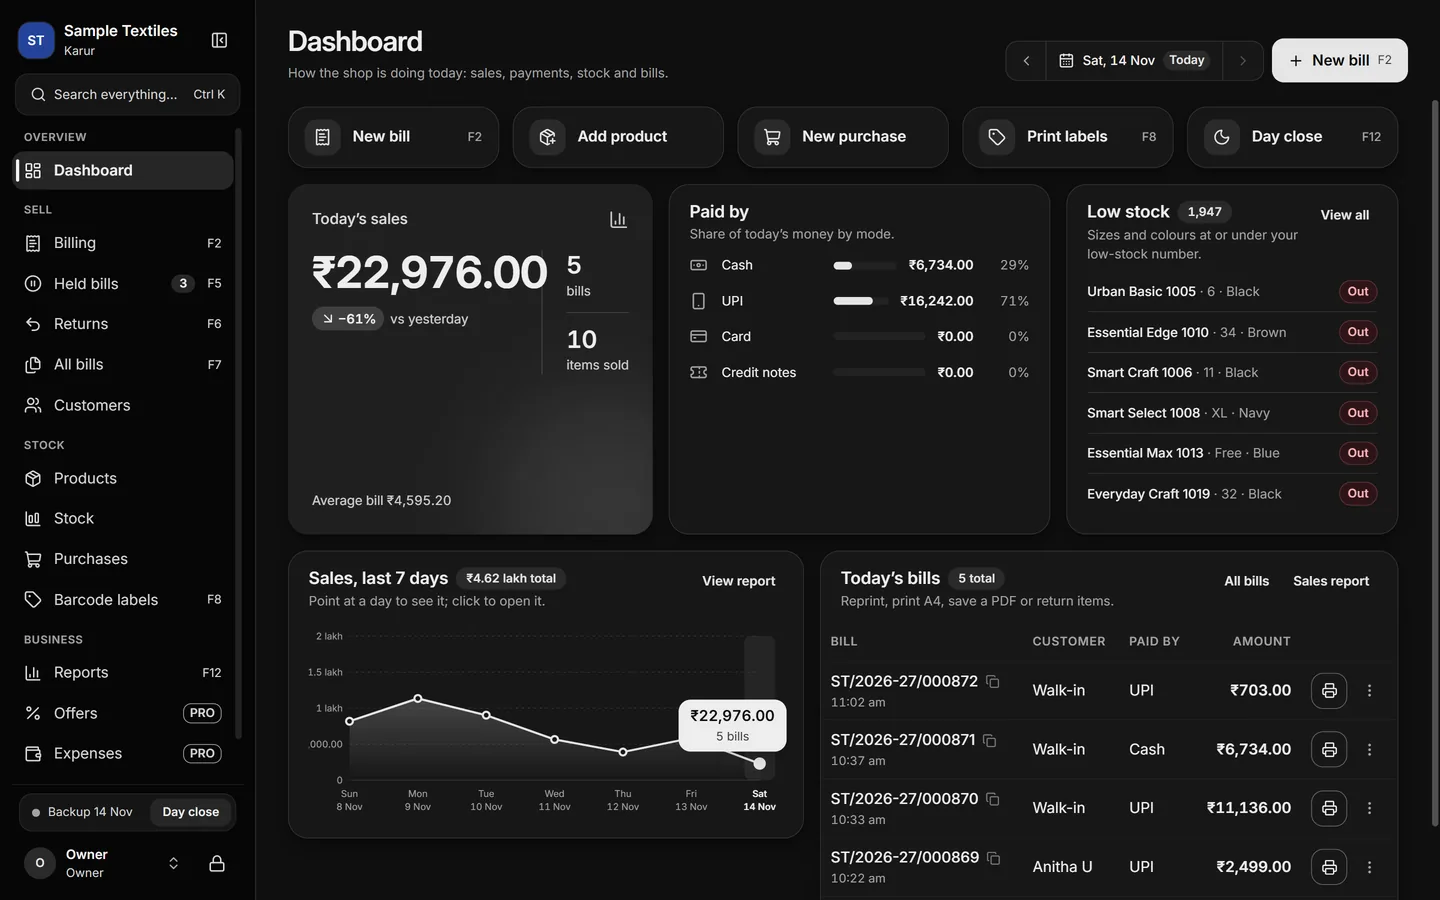 ST
Sample Textiles
Karur
Search everything... Ctrl K
OVERVIEW
Dashboard
SELL
Billing F2
Held bills 3 F5
Returns F6
All bills F7
Customers
STOCK
Products
Stock
Purchases
Barcode labels F8
BUSINESS
Reports F12
Offers PRO
Expenses PRO
Backup 14 Nov Day close
O
Owner
Owner
Dashboard
How the shop is doing today: sales, payments, stock and bills.
Sat, 14 Nov Today
New bill F2
New bill F2
Add product
New purchase
Print labels F8
Day close F12
Today’s sales
₹22,976.00
−61% vs yesterday
5
bills
10
items sold
Average bill ₹4,595.20
Paid by
Share of today’s money by mode.
Cash ₹6,734.00 29%
UPI ₹16,242.00 71%
Card ₹0.00 0%
Credit notes ₹0.00 0%
Low stock 1,947 View all
Sizes and colours at or under your
low-stock number.
Urban Basic 1005 · 6 · Black Out
Essential Edge 1010 · 34 · Brown Out
Smart Craft 1006 · 11 · Black Out
Smart Select 1008 · XL · Navy Out
Essential Max 1013 · Free · Blue Out
Everyday Craft 1019 · 32 · Black Out
Sales, last 7 days ₹4.62 lakh total View report
Point at a day to see it; click to open it.
2 lakh
1.5 lakh
1 lakh
,000.00
0
₹22,976.00
5 bills
Sun Mon Tue Wed Thu Fri Sat
8 Nov 9 Nov 10 Nov 11 Nov 12 Nov 13 Nov 14 Nov
Today’s bills 5 total All bills Sales report
Reprint, print A4, save a PDF or return items.
BILL CUSTOMER PAID BY AMOUNT
ST/2026-27/000872 Walk-in UPI ₹703.00
11:02 am
ST/2026-27/000871 Walk-in Cash ₹6,734.00
10:37 am
ST/2026-27/000870 Walk-in UPI ₹11,136.00
10:33 am
ST/2026-27/000869 Anitha U UPI ₹2,499.00
10:22 am